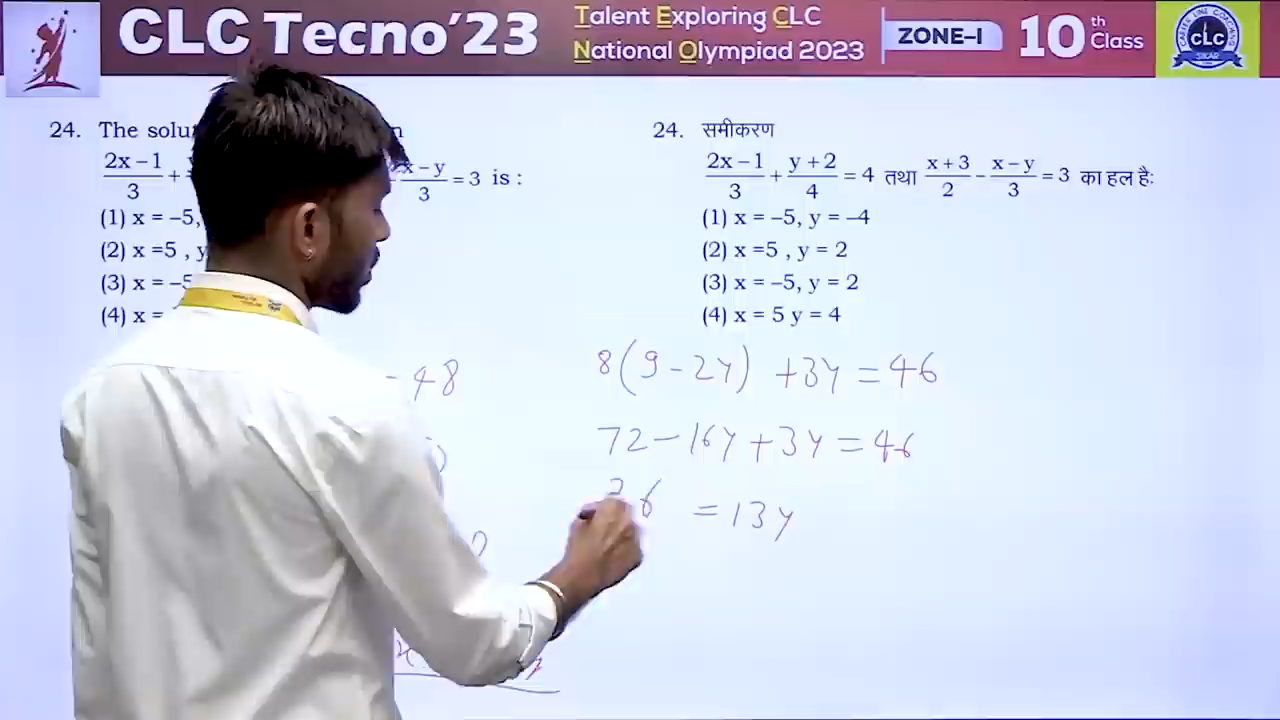 CLC Tecno'23
Talent Exploring CLC
National Olympiad 2023
ZONE–I
10th Class
CLC
SIKAR
24. The
(2x – 1)/3 +
(x – y)/3 = 3 is :
(1) x = –5,
(2) x =5 , y
(3) x = –5
(4) x =
24. समीकरण
(2x – 1)/3 + (y + 2)/4 = 4 तथा (x + 3)/2 – (x – y)/3 = 3 का हल है:
(1) x = –5, y = –4
(2) x =5 , y = 2
(3) x = –5, y = 2
(4) x = 5 y = 4
– 48
8(9 – 2y) + 3y = 46
72 – 16y + 3y = 46
26 = 13y